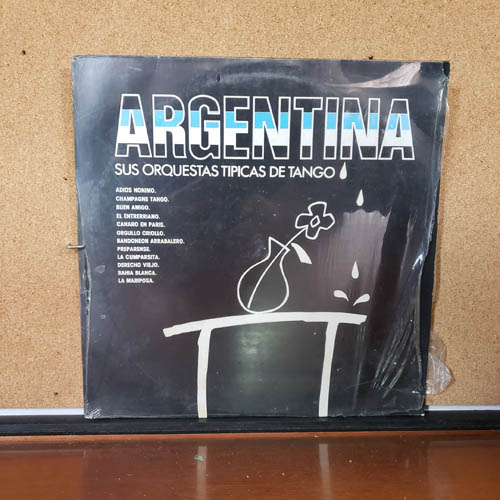 ARGENTINA
SUS ORQUESTAS TIPICAS DE TANGO
ADIOS NONIMO.
CHAMPAGNE TANGO.
BUEN AMIGO.
EL ENTRERRIANO.
CANARO EN PARIS.
ORGULLO CRIOLLO.
BANDONEON ARRABALERO.
PREPARENSE.
LA CUMPARSITA.
DERECHO VIEJO.
BAHIA BLANCA.
LA MARIPOSA.